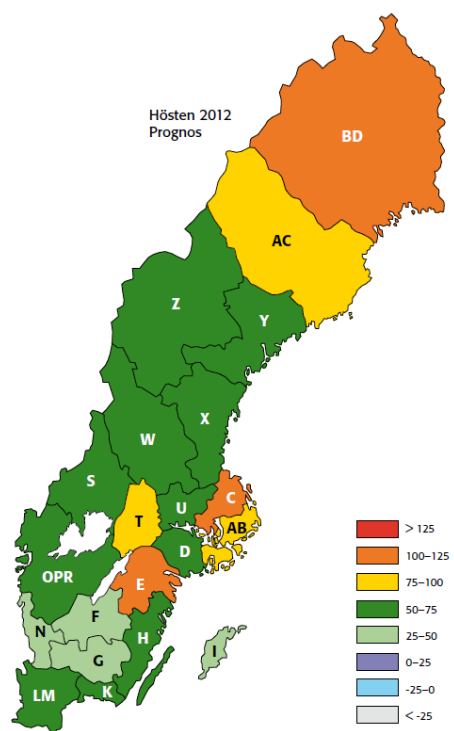 Hösten 2012
Prognos
BD
AC
Z
Y
X
W
S
C
T
U
AB
D
OPR
E
F
N
H
G
I
LM
K
> 125
100–125
75–100
50–75
25–50
0–25
-25–0
< -25